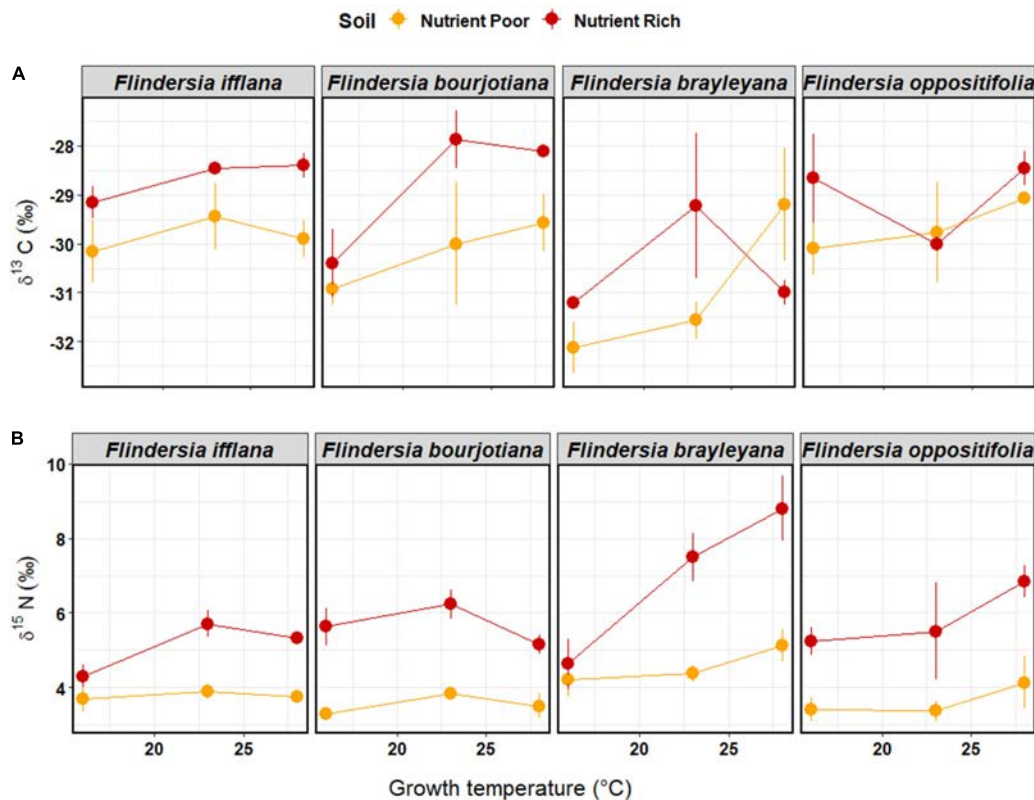 Soil Nutrient Poor Nutrient Rich
A
Flindersia ifflana Flindersia bourjotiana Flindersia brayleyana Flindersia oppositifolia
-28
-29
-30
-31
-32
δ13 C (‰)
B
Flindersia ifflana Flindersia bourjotiana Flindersia brayleyana Flindersia oppositifolia
10
8
6
4
δ15 N (‰)
20 25 20 25 20 25 20 25
Growth temperature (°C)